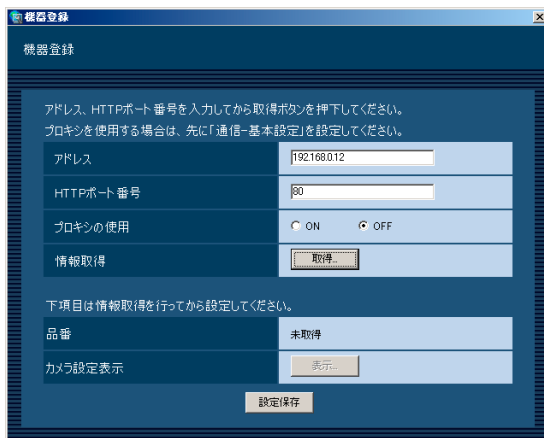 機器登録
機器登録
アドレス、HTTPポート番号を入力してから取得ボタンを押下してください。
プロキシを使用する場合は、先に「通信-基本設定」を設定してください。
アドレス 192.168.0.12
HTTPポート番号 80
プロキシの使用 ON OFF
情報取得 取得...
下項目は情報取得を行ってから設定してください。
品番 未取得
カメラ設定表示 表示...
設定保存